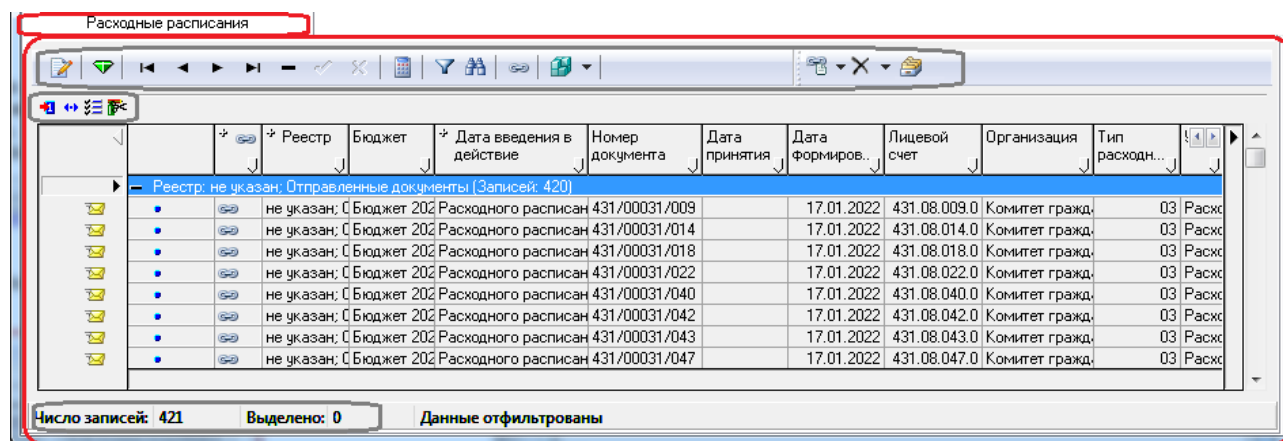 Расходные расписания
Реестр Бюджет Дата введения в действие Номер документа Дата принятия Дата формиров.. Лицевой счет Организация Тип расходн...
Реестр: не указан; Отправленные документы (Записей: 420)
не указан; Бюджет 202 Расходного расписан 431/00031/009 17.01.2022 431.08.009.0 Комитет гражд 03 Расхо
не указан; Бюджет 202 Расходного расписан 431/00031/014 17.01.2022 431.08.014.0 Комитет гражд 03 Расхо
не указан; Бюджет 202 Расходного расписан 431/00031/018 17.01.2022 431.08.018.0 Комитет гражд 03 Расхо
не указан; Бюджет 202 Расходного расписан 431/00031/022 17.01.2022 431.08.022.0 Комитет гражд 03 Расхо
не указан; Бюджет 202 Расходного расписан 431/00031/040 17.01.2022 431.08.040.0 Комитет гражд 03 Расхо
не указан; Бюджет 202 Расходного расписан 431/00031/042 17.01.2022 431.08.042.0 Комитет гражд 03 Расхо
не указан; Бюджет 202 Расходного расписан 431/00031/043 17.01.2022 431.08.043.0 Комитет гражд 03 Расхо
не указан; Бюджет 202 Расходного расписан 431/00031/047 17.01.2022 431.08.047.0 Комитет гражд 03 Расхо
Число записей: 421 Выделено: 0 Данные отфильтрованы